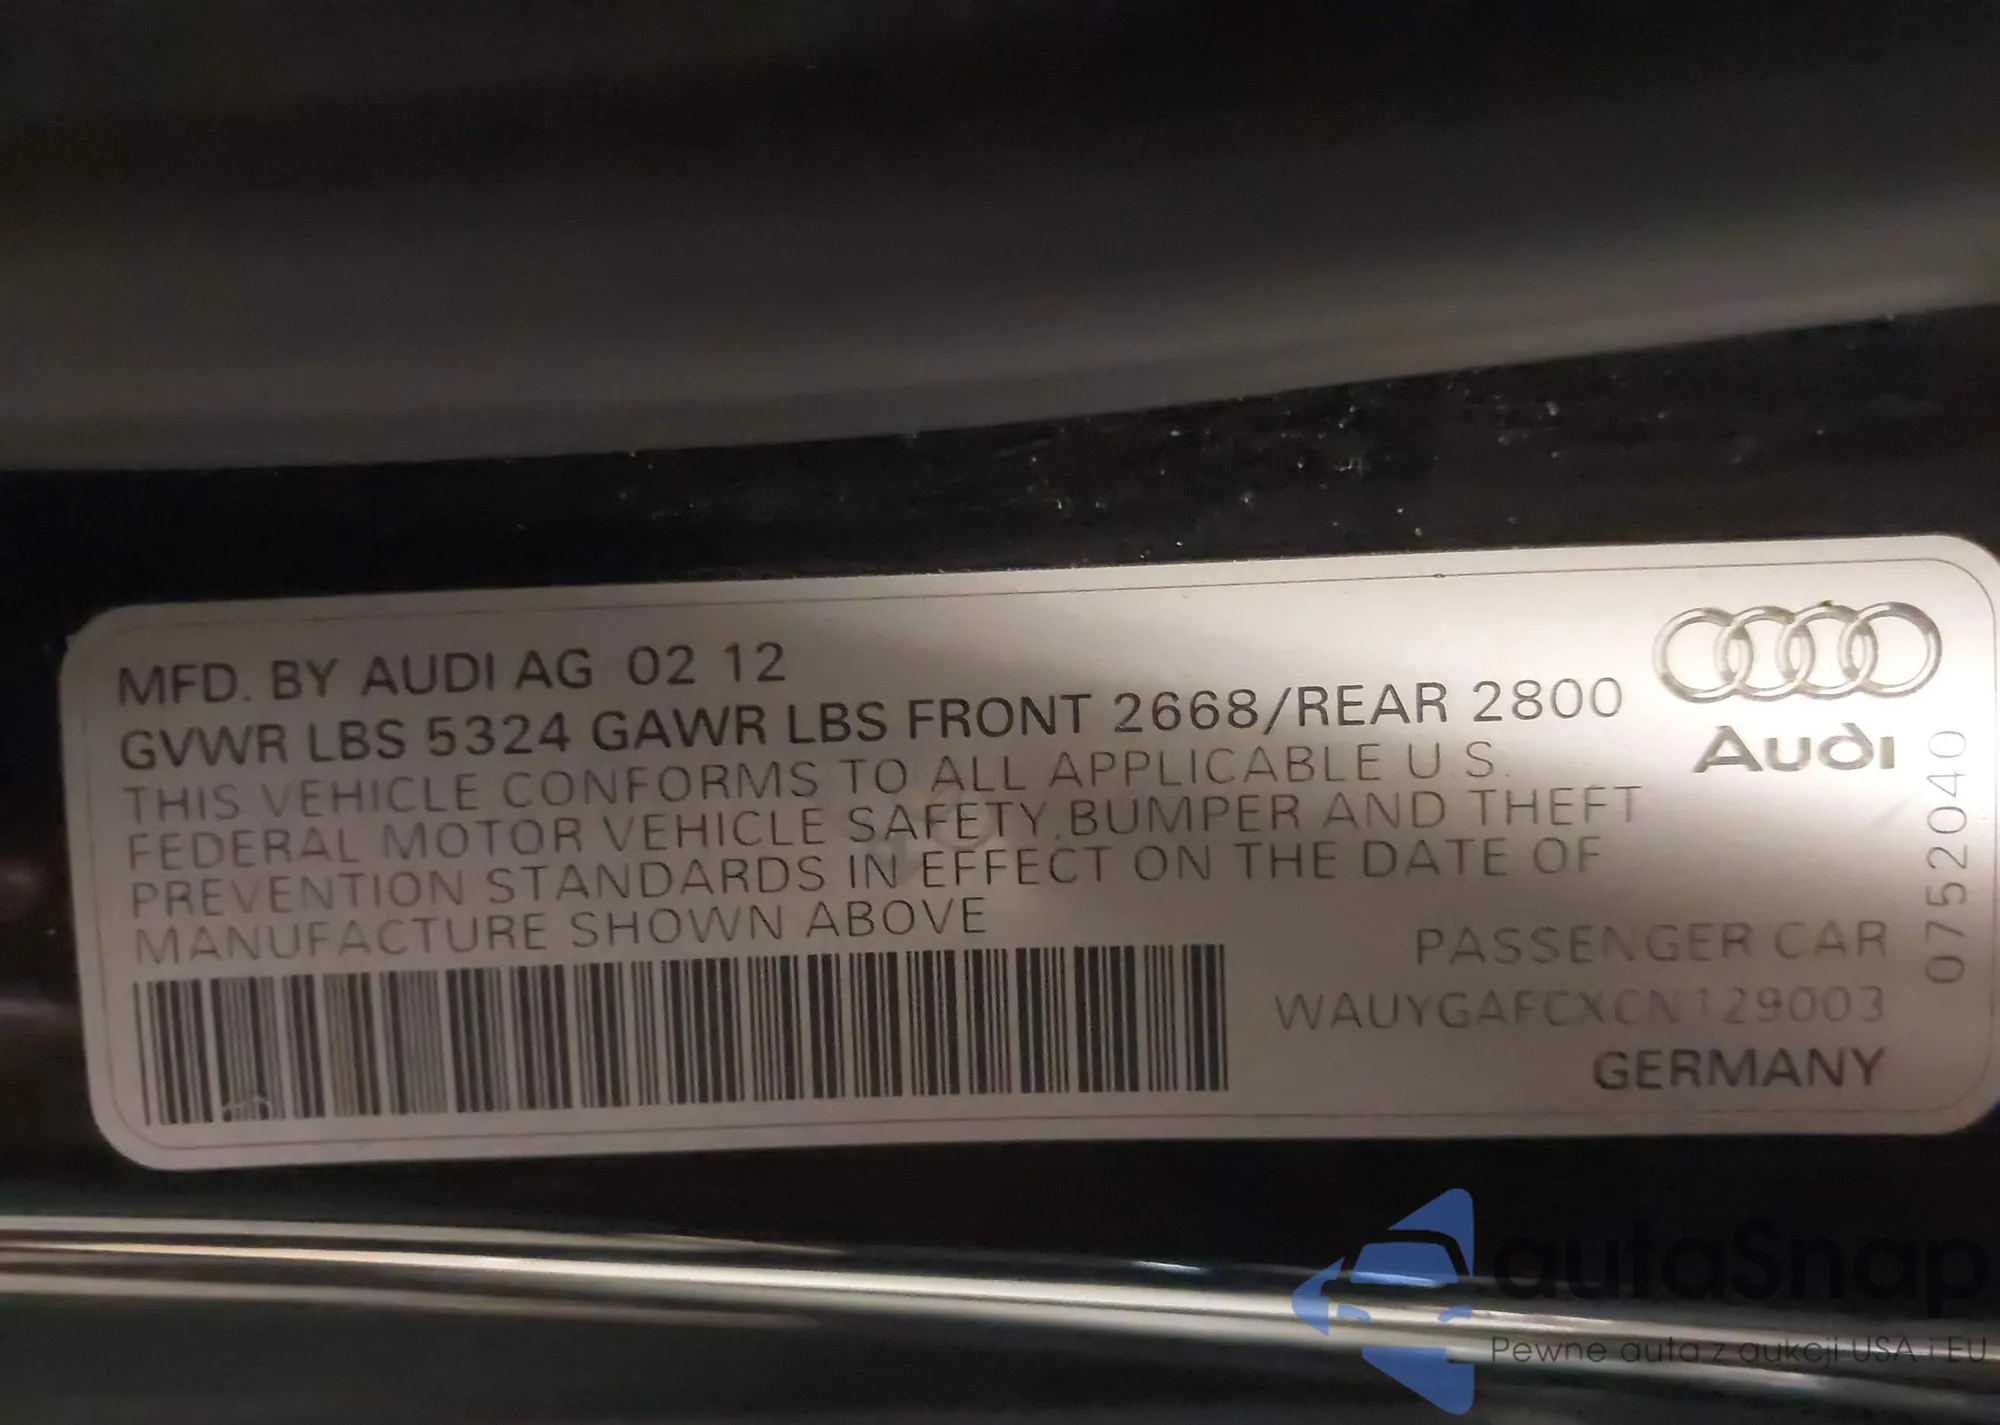 MFD. BY AUDI AG 02 12
GVWR LBS 5324 GAWR LBS FRONT 2668/REAR 2800
THIS VEHICLE CONFORMS TO ALL APPLICABLE U.S.
FEDERAL MOTOR VEHICLE SAFETY, BUMPER AND THEFT
PREVENTION STANDARDS IN EFFECT ON THE DATE OF
MANUFACTURE SHOWN ABOVE
Audi
0752040
PASSENGER CAR
WAUYGAFCXCN129003
GERMANY
autaSnap
Pewne auta z aukcji USA i EU